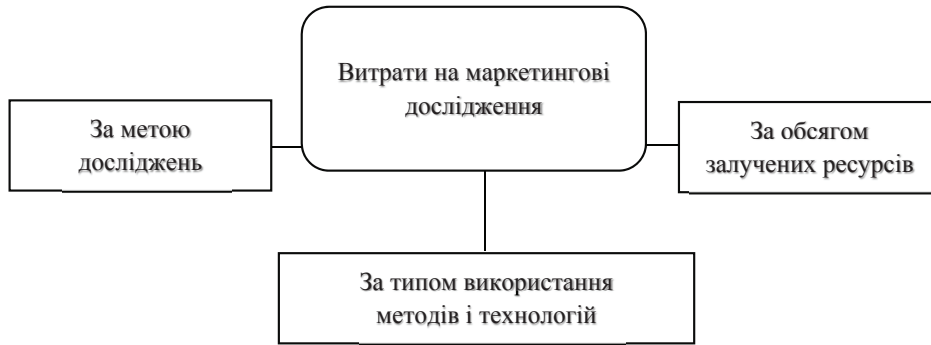 Витрати на маркетингові
дослідження
За метою
досліджень
За обсягом
залучених ресурсів
За типом використання
методів і технологій